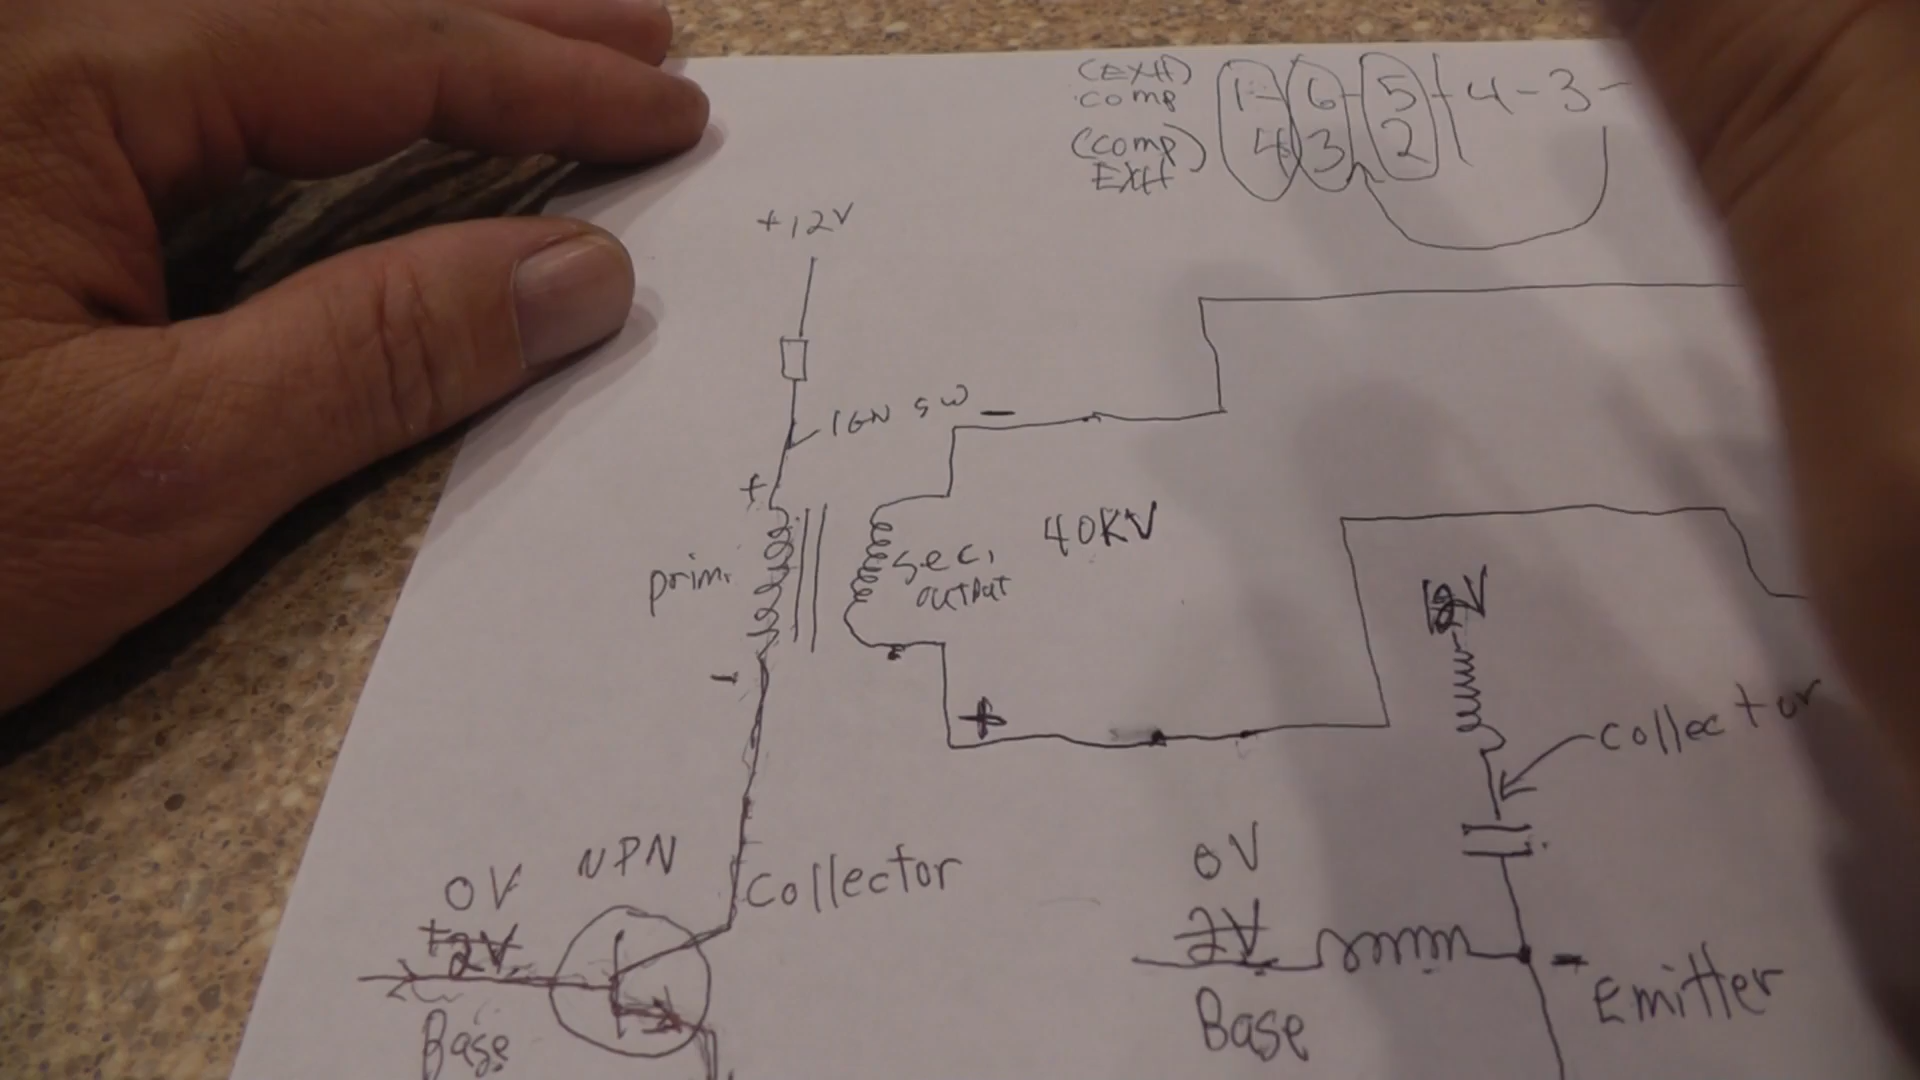 (EXH)
comp
1-6-5-4-3-
(comp)
4 3 2
EXH
+12V
IGN SW -
+
prim.
sec.
output
40KV
-
+
collector
NPN
Collector
0V
+2V
Base
0V
2V
Base
-
Emitter